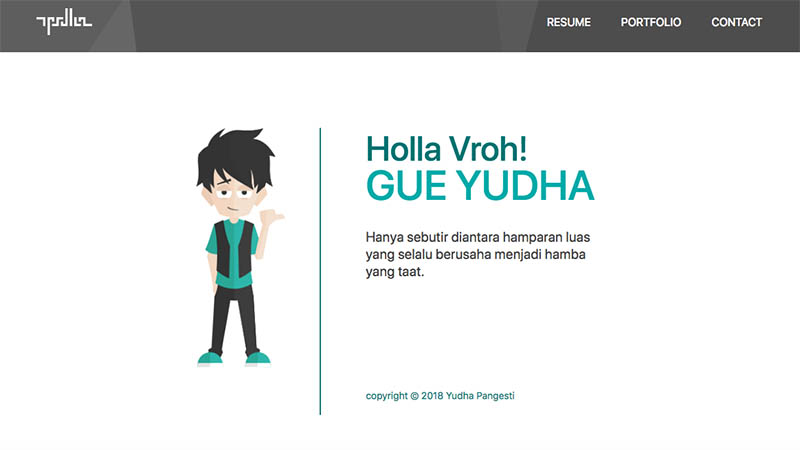 RESUME PORTFOLIO CONTACT
Holla Vroh!
GUE YUDHA
Hanya sebutir diantara hamparan luas
yang selalu berusaha menjadi hamba
yang taat.
copyright © 2018 Yudha Pangesti